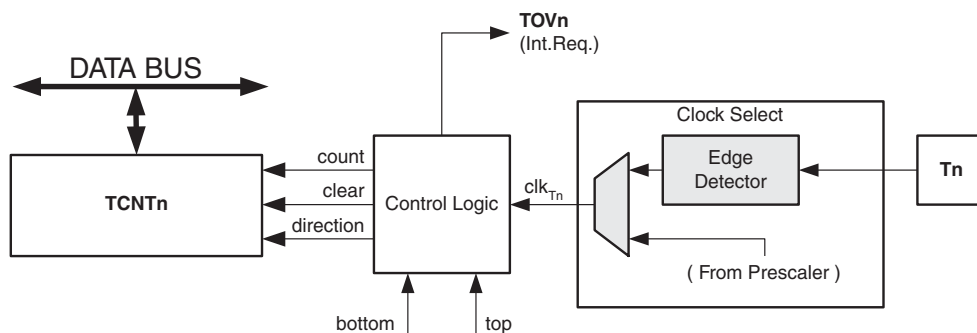 TOVn
(Int.Req.)
DATA BUS
Clock Select
count
Edge
Detector
Tn
TCNTn
clear
Control Logic
clkTn
direction
( From Prescaler )
bottom
top